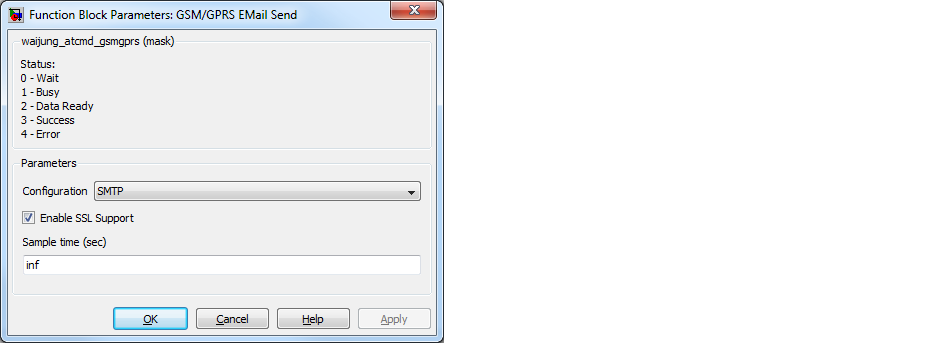 Function Block Parameters: GSM/GPRS EMail Send
waijung_atcmd_gsmgprs (mask)
Status:
0 - Wait
1 - Busy
2 - Data Ready
3 - Success
4 - Error
Parameters
Configuration SMTP
Enable SSL Support
Sample time (sec)
inf
OK Cancel Help Apply